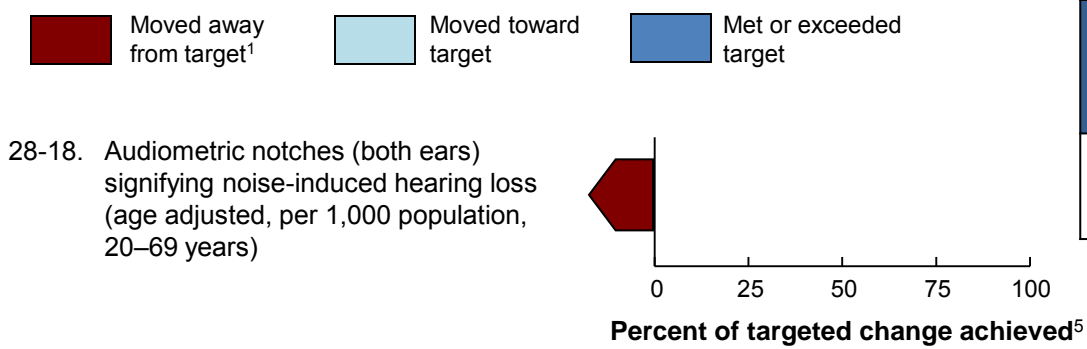 Moved away
from target¹
Moved toward
target
Met or exceeded
target
28-18. Audiometric notches (both ears)
signifying noise-induced hearing loss
(age adjusted, per 1,000 population,
20–69 years)
0 25 50 75 100
Percent of targeted change achieved⁵